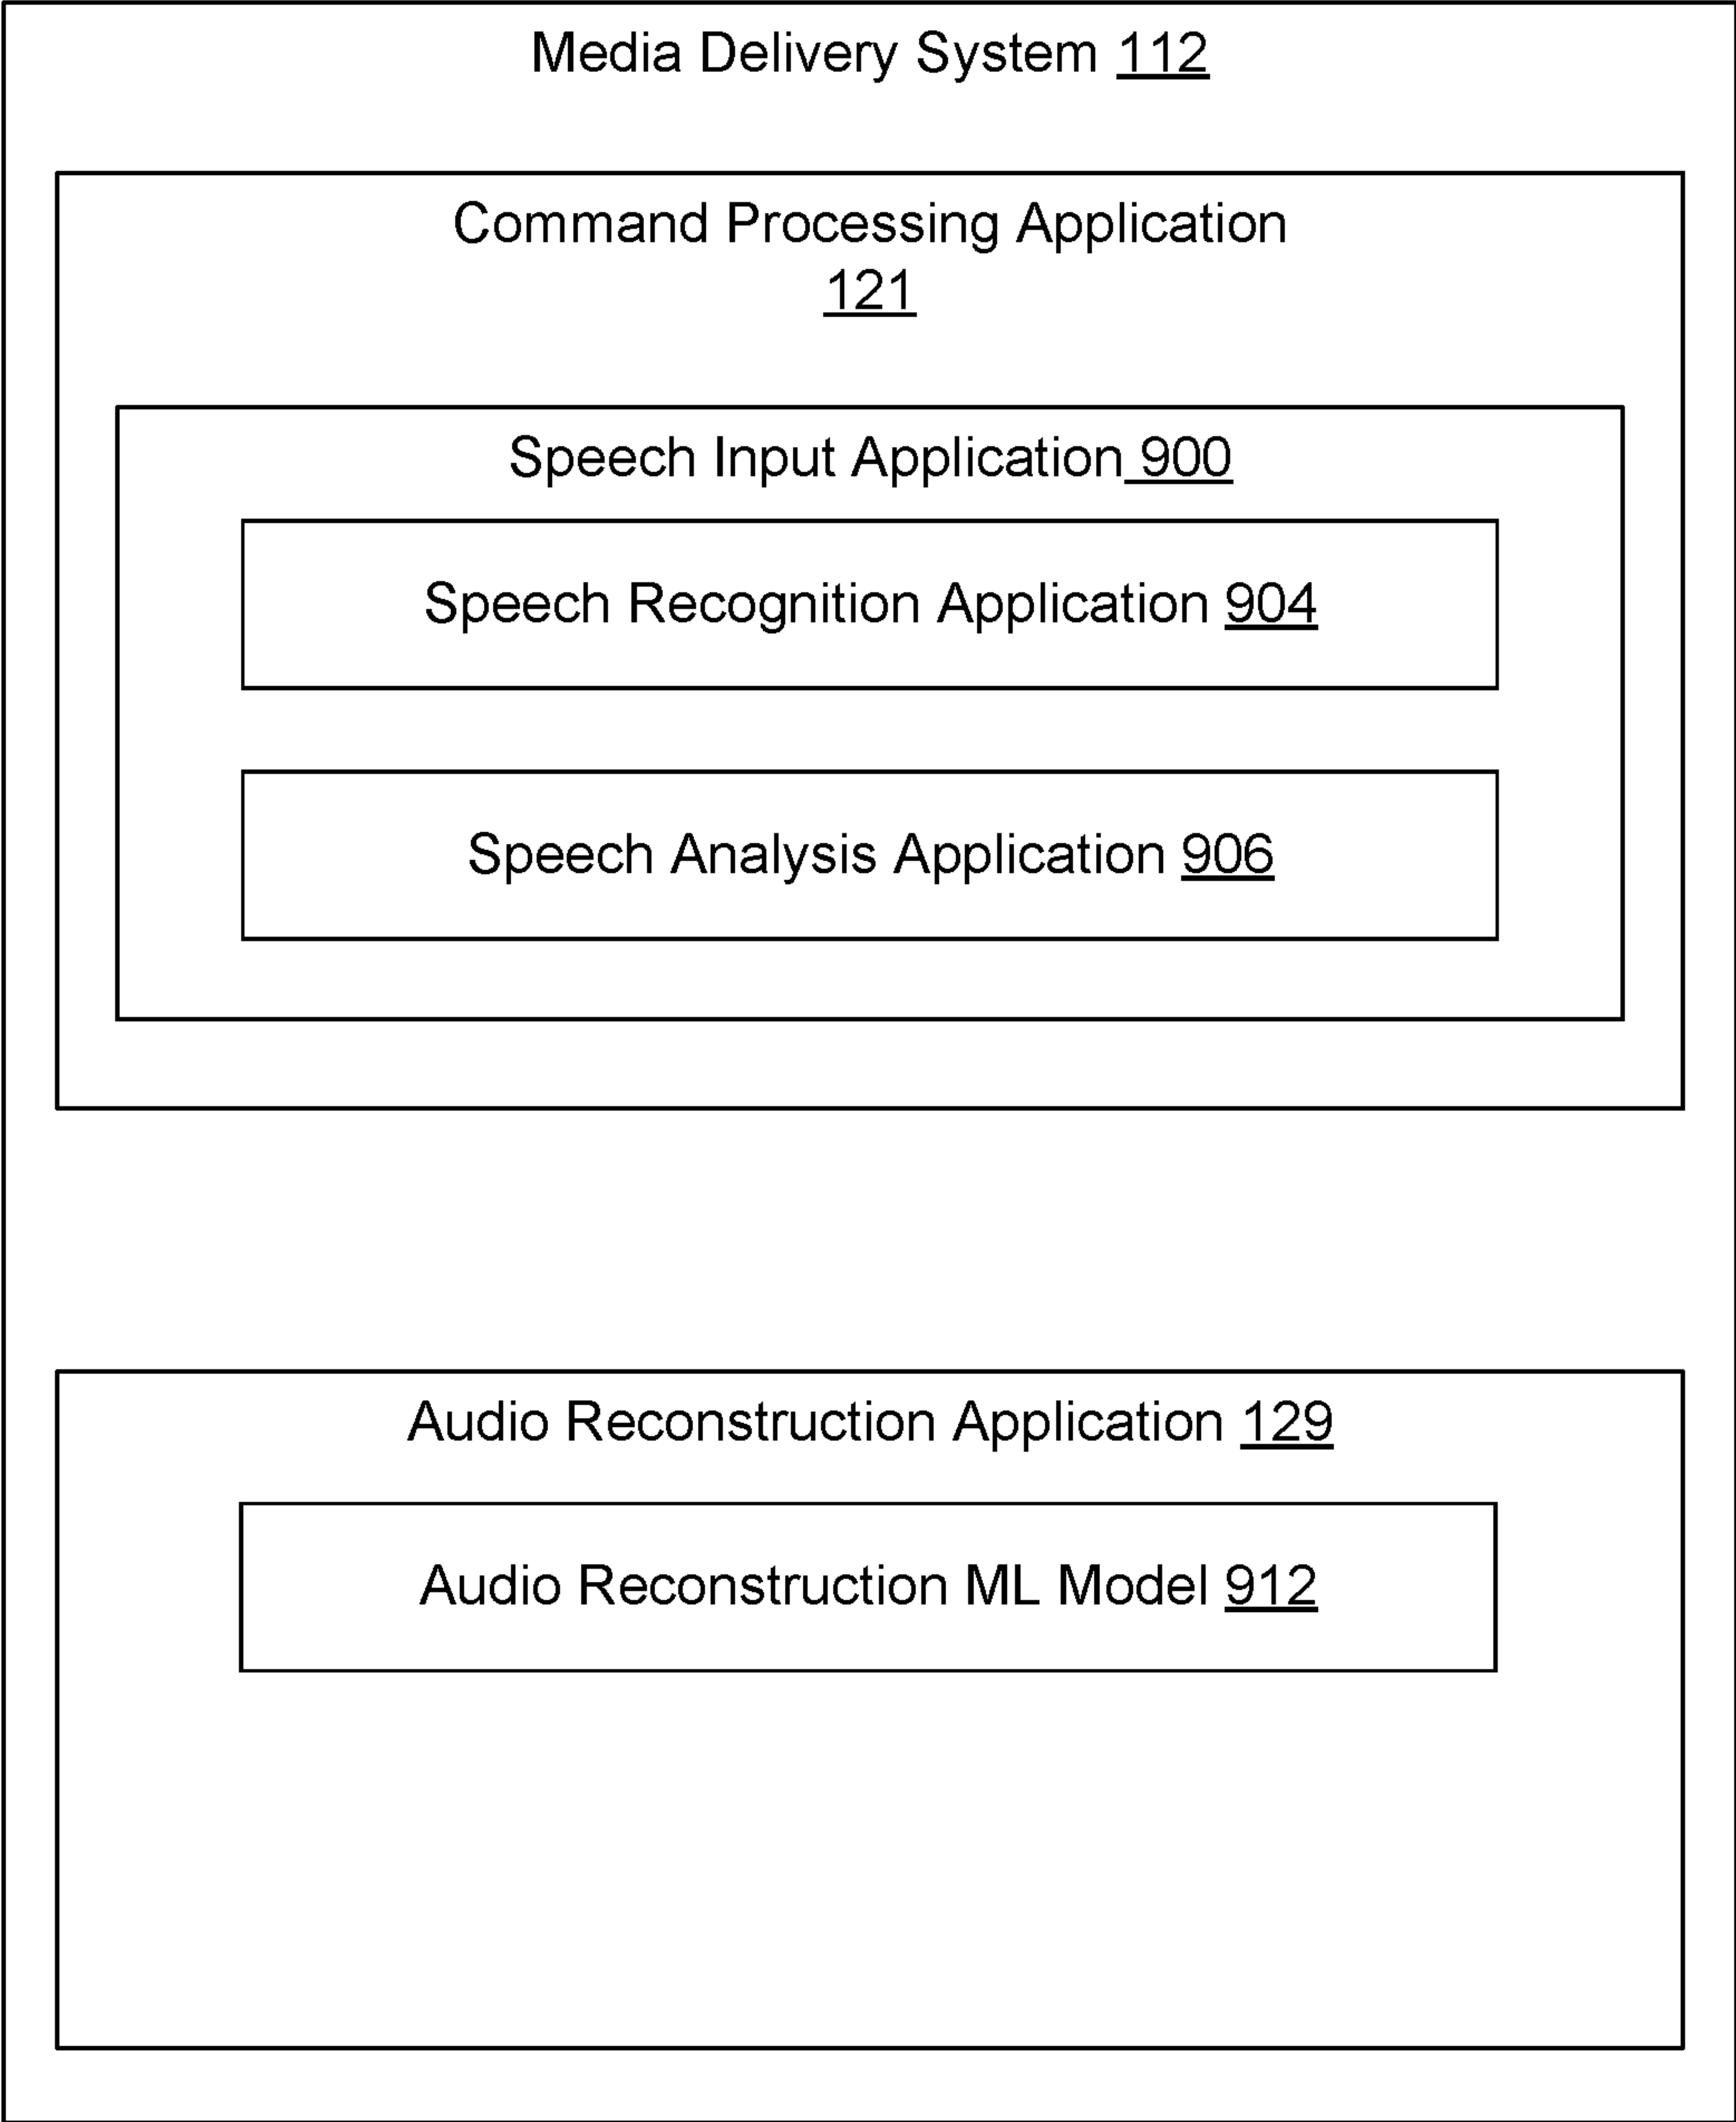 Media Delivery System 112
Command Processing Application
121
Speech Input Application 900
Speech Recognition Application 904
Speech Analysis Application 906
Audio Reconstruction Application 129
Audio Reconstruction ML Model 912